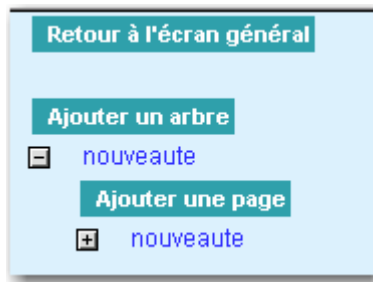 Retour à l'écran général
Ajouter un arbre
nouveaute
Ajouter une page
nouveaute